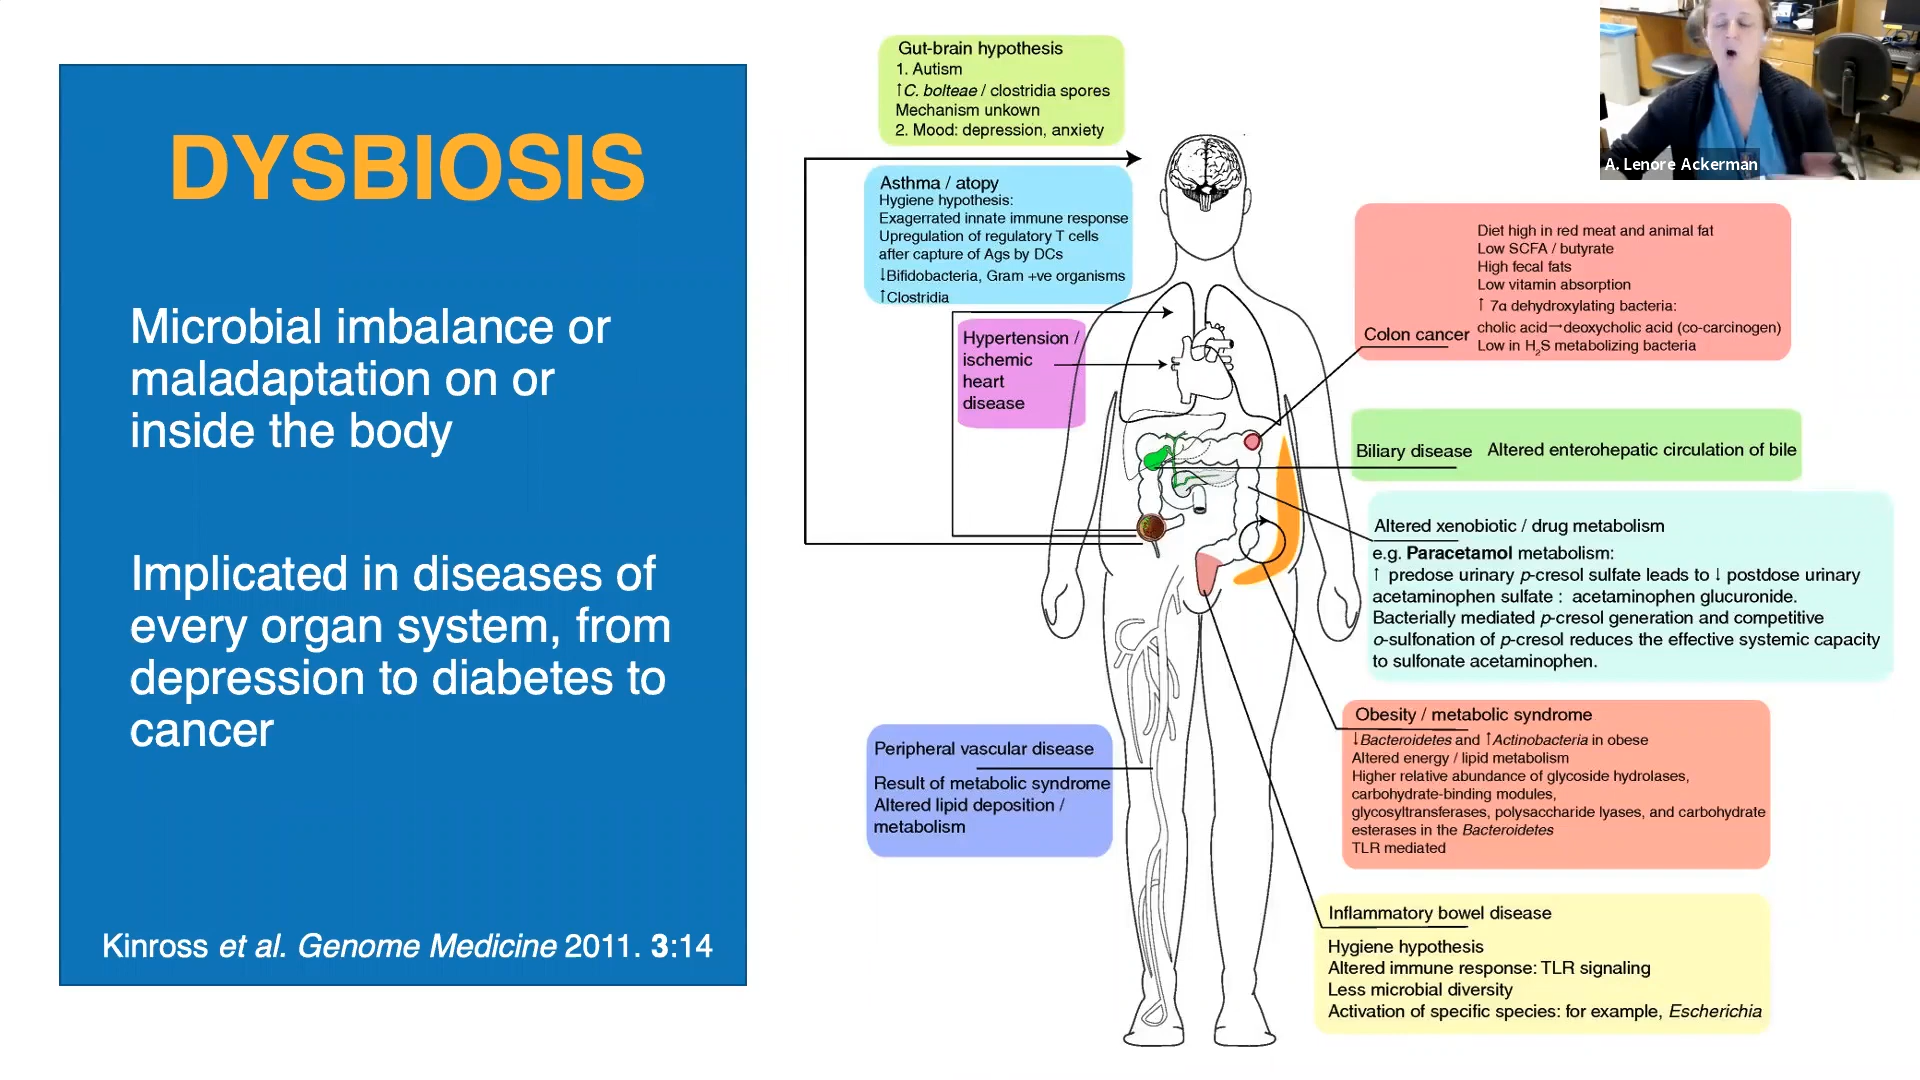 DYSBIOSIS
Microbial imbalance or
maladaptation on or
inside the body
Implicated in diseases of
every organ system, from
depression to diabetes to
cancer
Kinross et al. Genome Medicine 2011. 3:14
Gut-brain hypothesis
1. Autism
↑C. bolteae / clostridia spores
Mechanism unkown
2. Mood: depression, anxiety
Asthma / atopy
Hygiene hypothesis:
Exagerrated innate immune response
Upregulation of regulatory T cells
after capture of Ags by DCs
↓Bifidobacteria, Gram +ve organisms
↑Clostridia
Hypertension /
ischemic
heart
disease
Peripheral vascular disease
Result of metabolic syndrome
Altered lipid deposition /
metabolism
A. Lenore Ackerman
Colon cancer
Diet high in red meat and animal fat
Low SCFA / butyrate
High fecal fats
Low vitamin absorption
↑ 7α dehydroxylating bacteria:
cholic acid→deoxycholic acid (co-carcinogen)
Low in H₂S metabolizing bacteria
Biliary disease Altered enterohepatic circulation of bile
Altered xenobiotic / drug metabolism
e.g. Paracetamol metabolism:
↑ predose urinary p-cresol sulfate leads to ↓ postdose urinary
acetaminophen sulfate : acetaminophen glucuronide.
Bacterially mediated p-cresol generation and competitive
o-sulfonation of p-cresol reduces the effective systemic capacity
to sulfonate acetaminophen.
Obesity / metabolic syndrome
↓Bacteroidetes and ↑Actinobacteria in obese
Altered energy / lipid metabolism
Higher relative abundance of glycoside hydrolases,
carbohydrate-binding modules,
glycosyltransferases, polysaccharide lyases, and carbohydrate
esterases in the Bacteroidetes
TLR mediated
Inflammatory bowel disease
Hygiene hypothesis
Altered immune response: TLR signaling
Less microbial diversity
Activation of specific species: for example, Escherichia